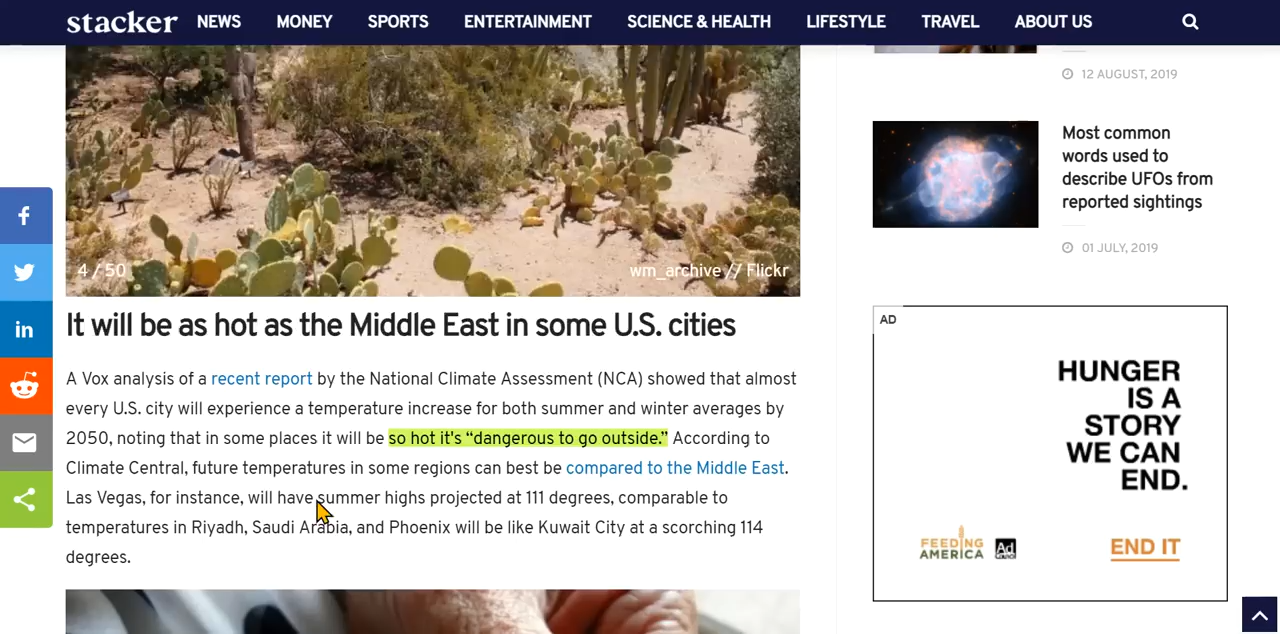 stacker NEWS MONEY SPORTS ENTERTAINMENT SCIENCE & HEALTH LIFESTYLE TRAVEL ABOUT US
4 / 50
wm_archive // Flickr
It will be as hot as the Middle East in some U.S. cities
A Vox analysis of a recent report by the National Climate Assessment (NCA) showed that almost
every U.S. city will experience a temperature increase for both summer and winter averages by
2050, noting that in some places it will be so hot it's “dangerous to go outside.” According to
Climate Central, future temperatures in some regions can best be compared to the Middle East.
Las Vegas, for instance, will have summer highs projected at 111 degrees, comparable to
temperatures in Riyadh, Saudi Arabia, and Phoenix will be like Kuwait City at a scorching 114
degrees.
12 AUGUST, 2019
Most common
words used to
describe UFOs from
reported sightings
01 JULY, 2019
AD
HUNGER
IS A
STORY
WE CAN
END.
FEEDING
AMERICA
Ad
END IT